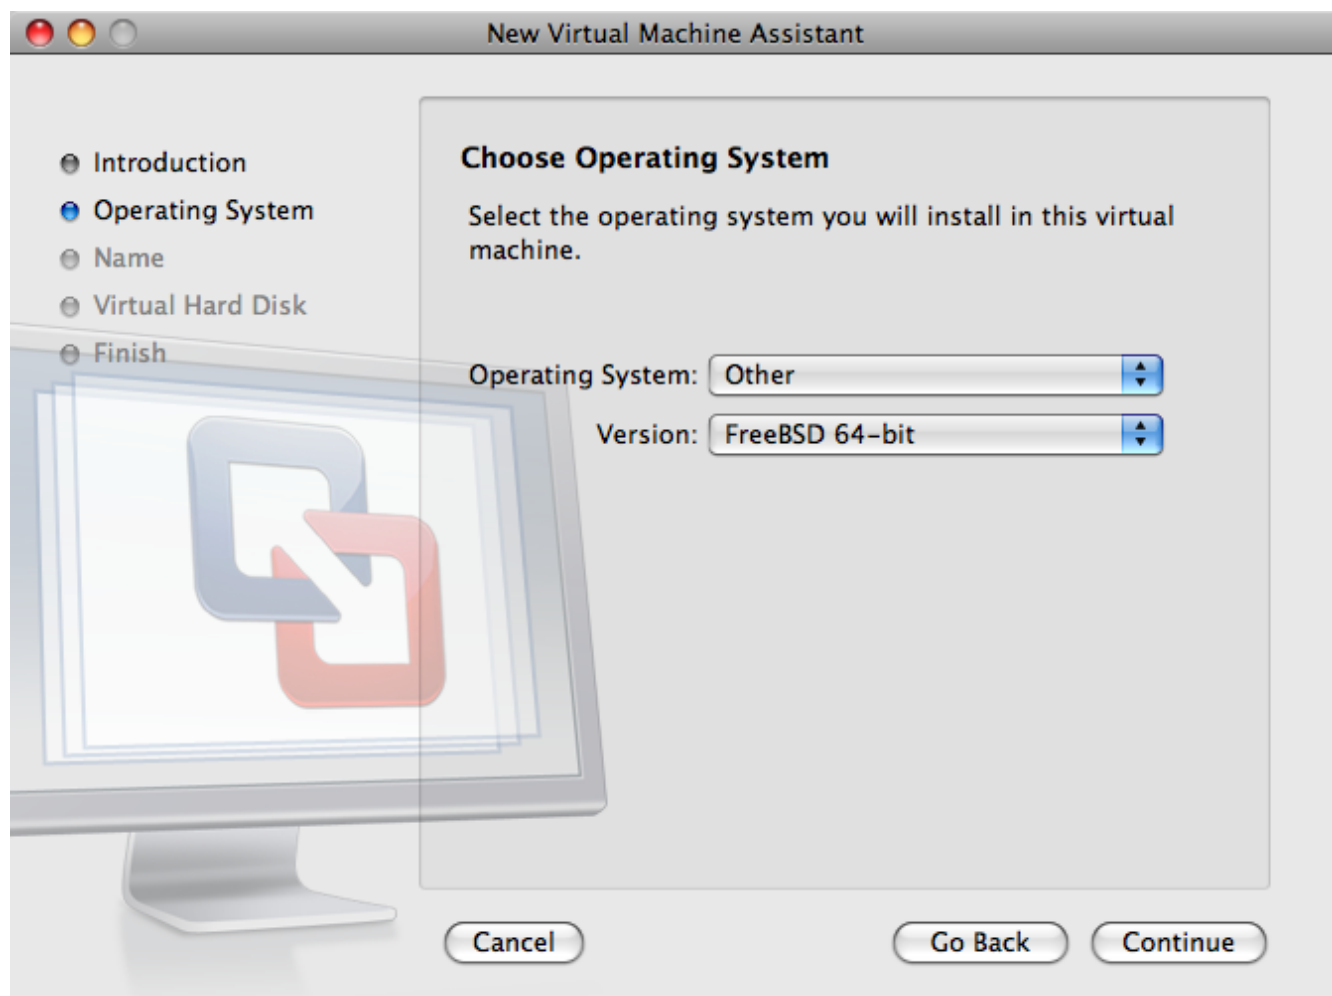 New Virtual Machine Assistant
Introduction
Operating System
Name
Virtual Hard Disk
Finish
Choose Operating System
Select the operating system you will install in this virtual
machine.
Operating System: Other
Version: FreeBSD 64-bit
Cancel
Go Back
Continue